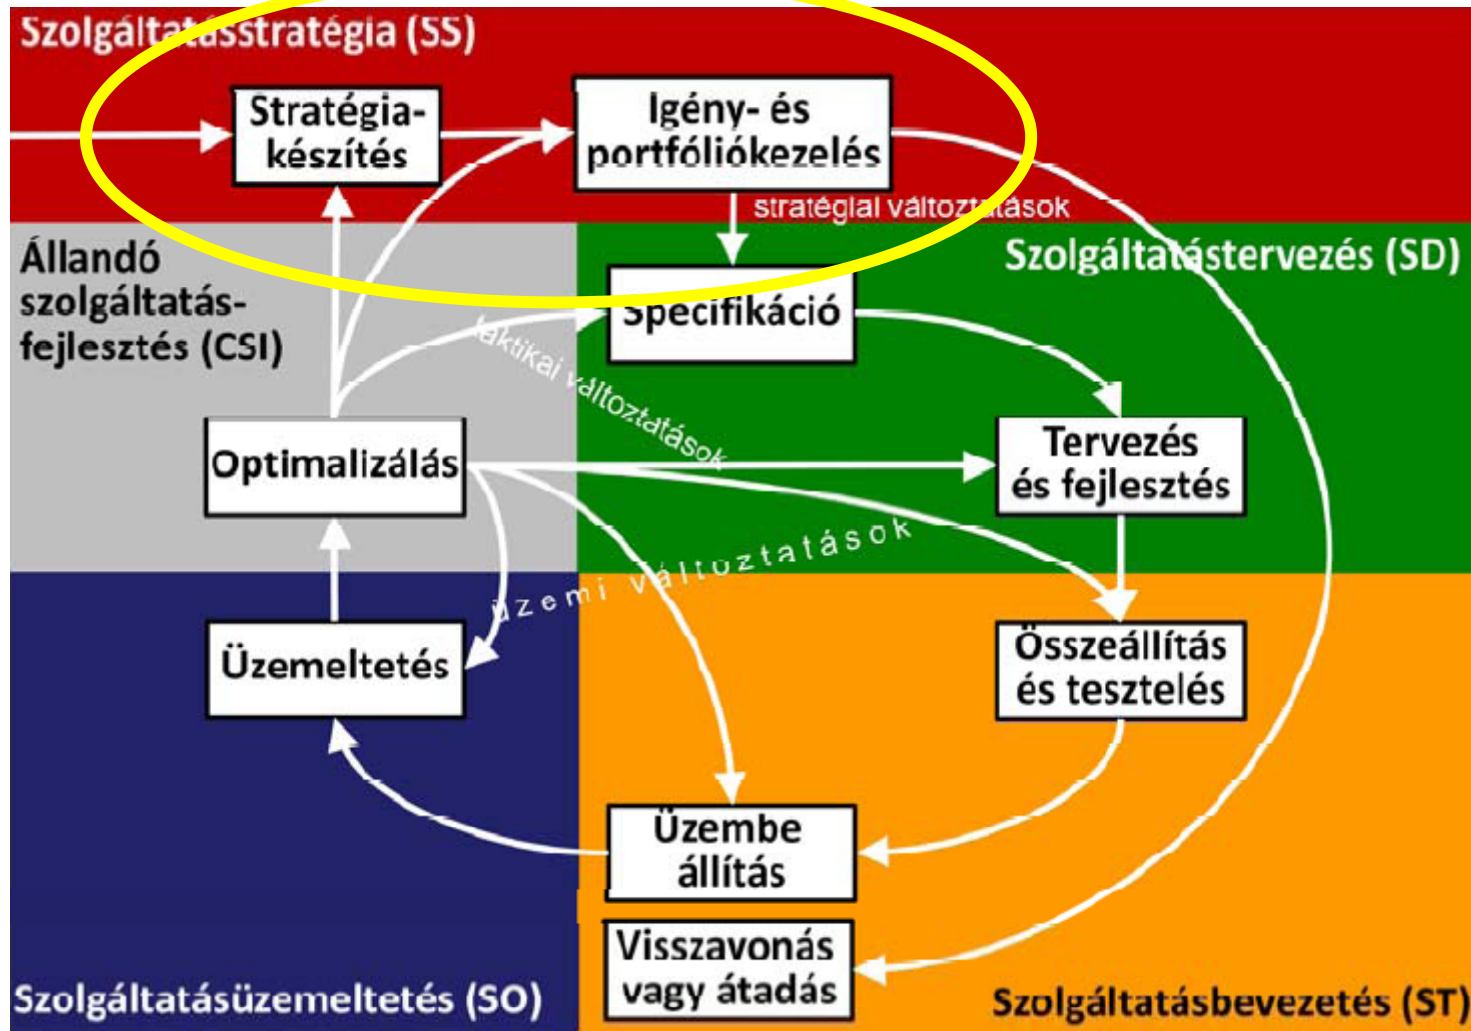 Szolgáltatásstratégia (SS)
Stratégia-
készítés
Igény- és
portfóliókezelés
stratégiai változtatások
Állandó
szolgáltatás-
fejlesztés (CSI)
Szolgáltatástervezés (SD)
Specifikáció
taktikai változtatások
Optimalizálás
Tervezés
és fejlesztés
üzemi változtatások
Üzemeltetés
Összeállítás
és tesztelés
Üzembe
állítás
Visszavonás
vagy átadás
Szolgáltatásüzemeltetés (SO)
Szolgáltatásbevezetés (ST)